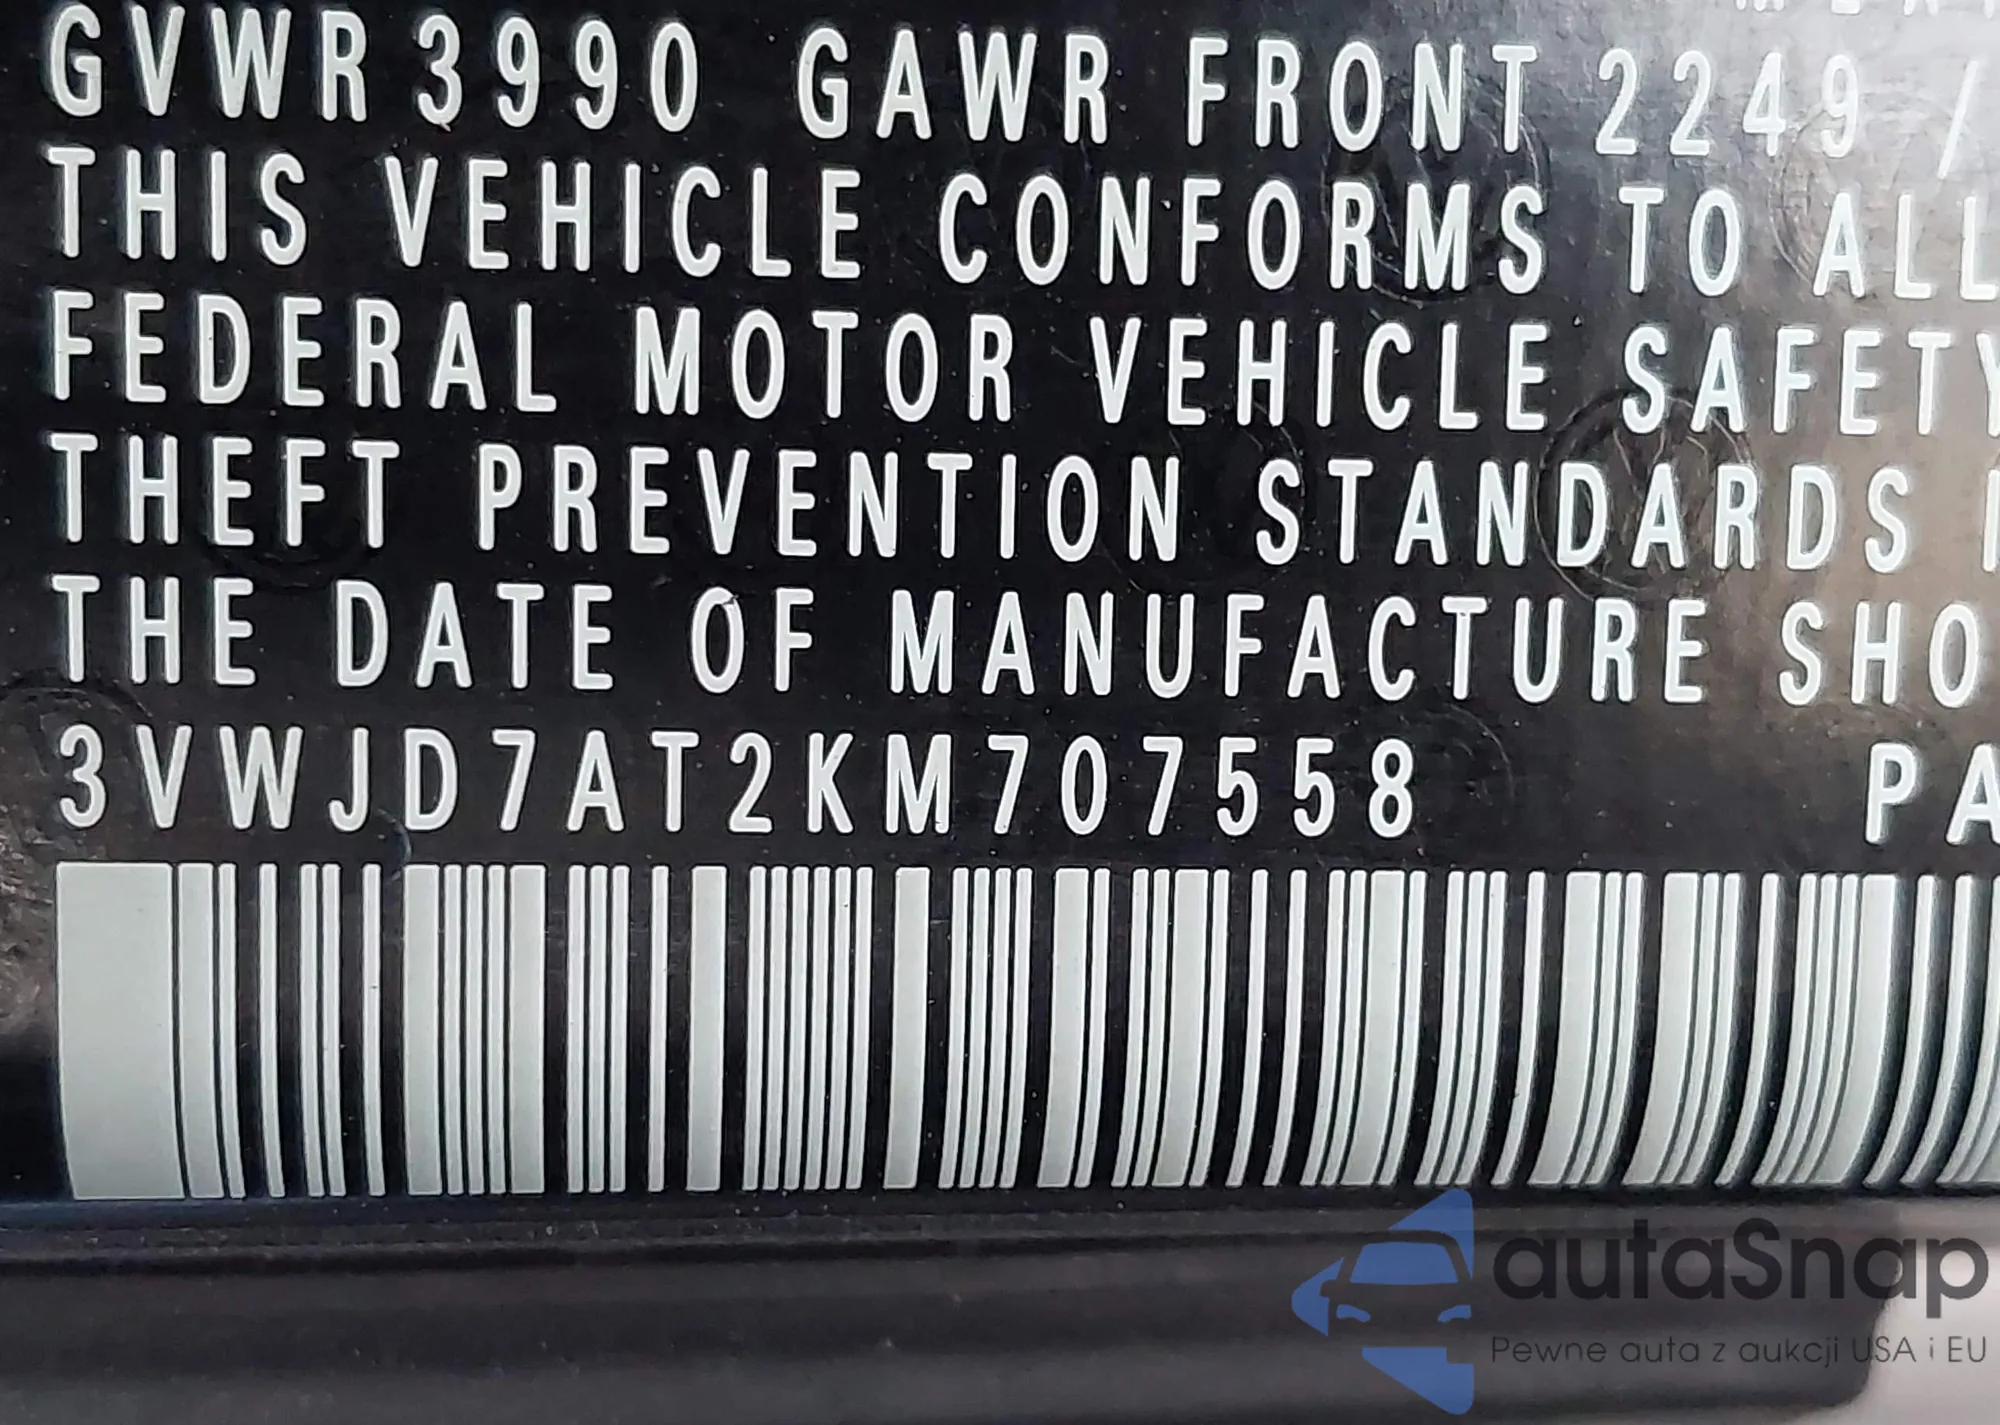 GVWR 3990 GAWR FRONT 2249 /
THIS VEHICLE CONFORMS TO ALL
FEDERAL MOTOR VEHICLE SAFETY
THEFT PREVENTION STANDARDS I
THE DATE OF MANUFACTURE SHO
3VWJD7AT2KM707558 PA
autaSnap
Pewne auta z aukcji USA i EU